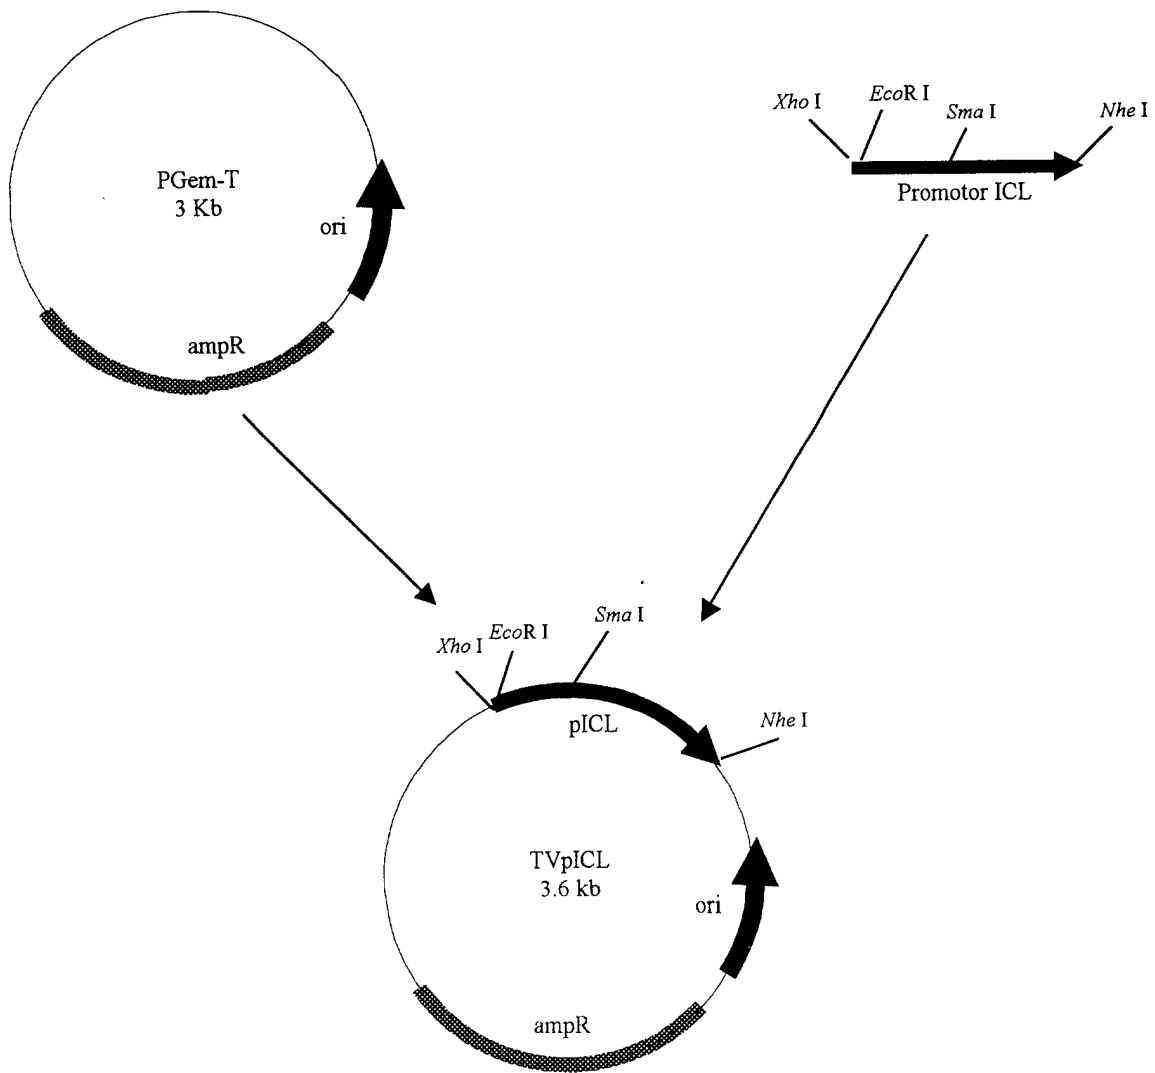 PGem-T
3 Kb
ori
ampR
Xho I
EcoR I
Sma I
Nhe I
Promotor ICL
Xho I
EcoR I
Sma I
Nhe I
pICL
TVpICL
3.6 kb
ori
ampR